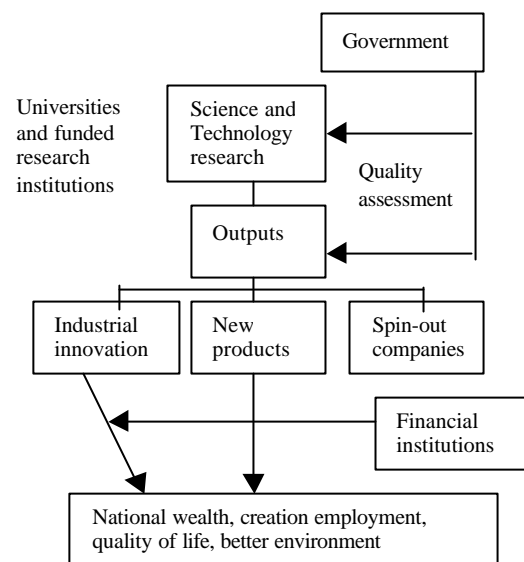 Government
Universities
and funded
research
institutions
Science and
Technology
research
Quality
assessment
Outputs
Industrial
innovation
New
products
Spin-out
companies
Financial
institutions
National wealth, creation employment,
quality of life, better environment